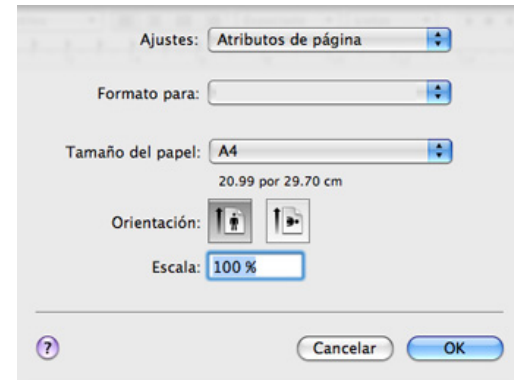 Ajustes: Atributos de página
Formato para:
Tamaño del papel: A4
20.99 por 29.70 cm
Orientación:
Escala: 100 %
? Cancelar OK